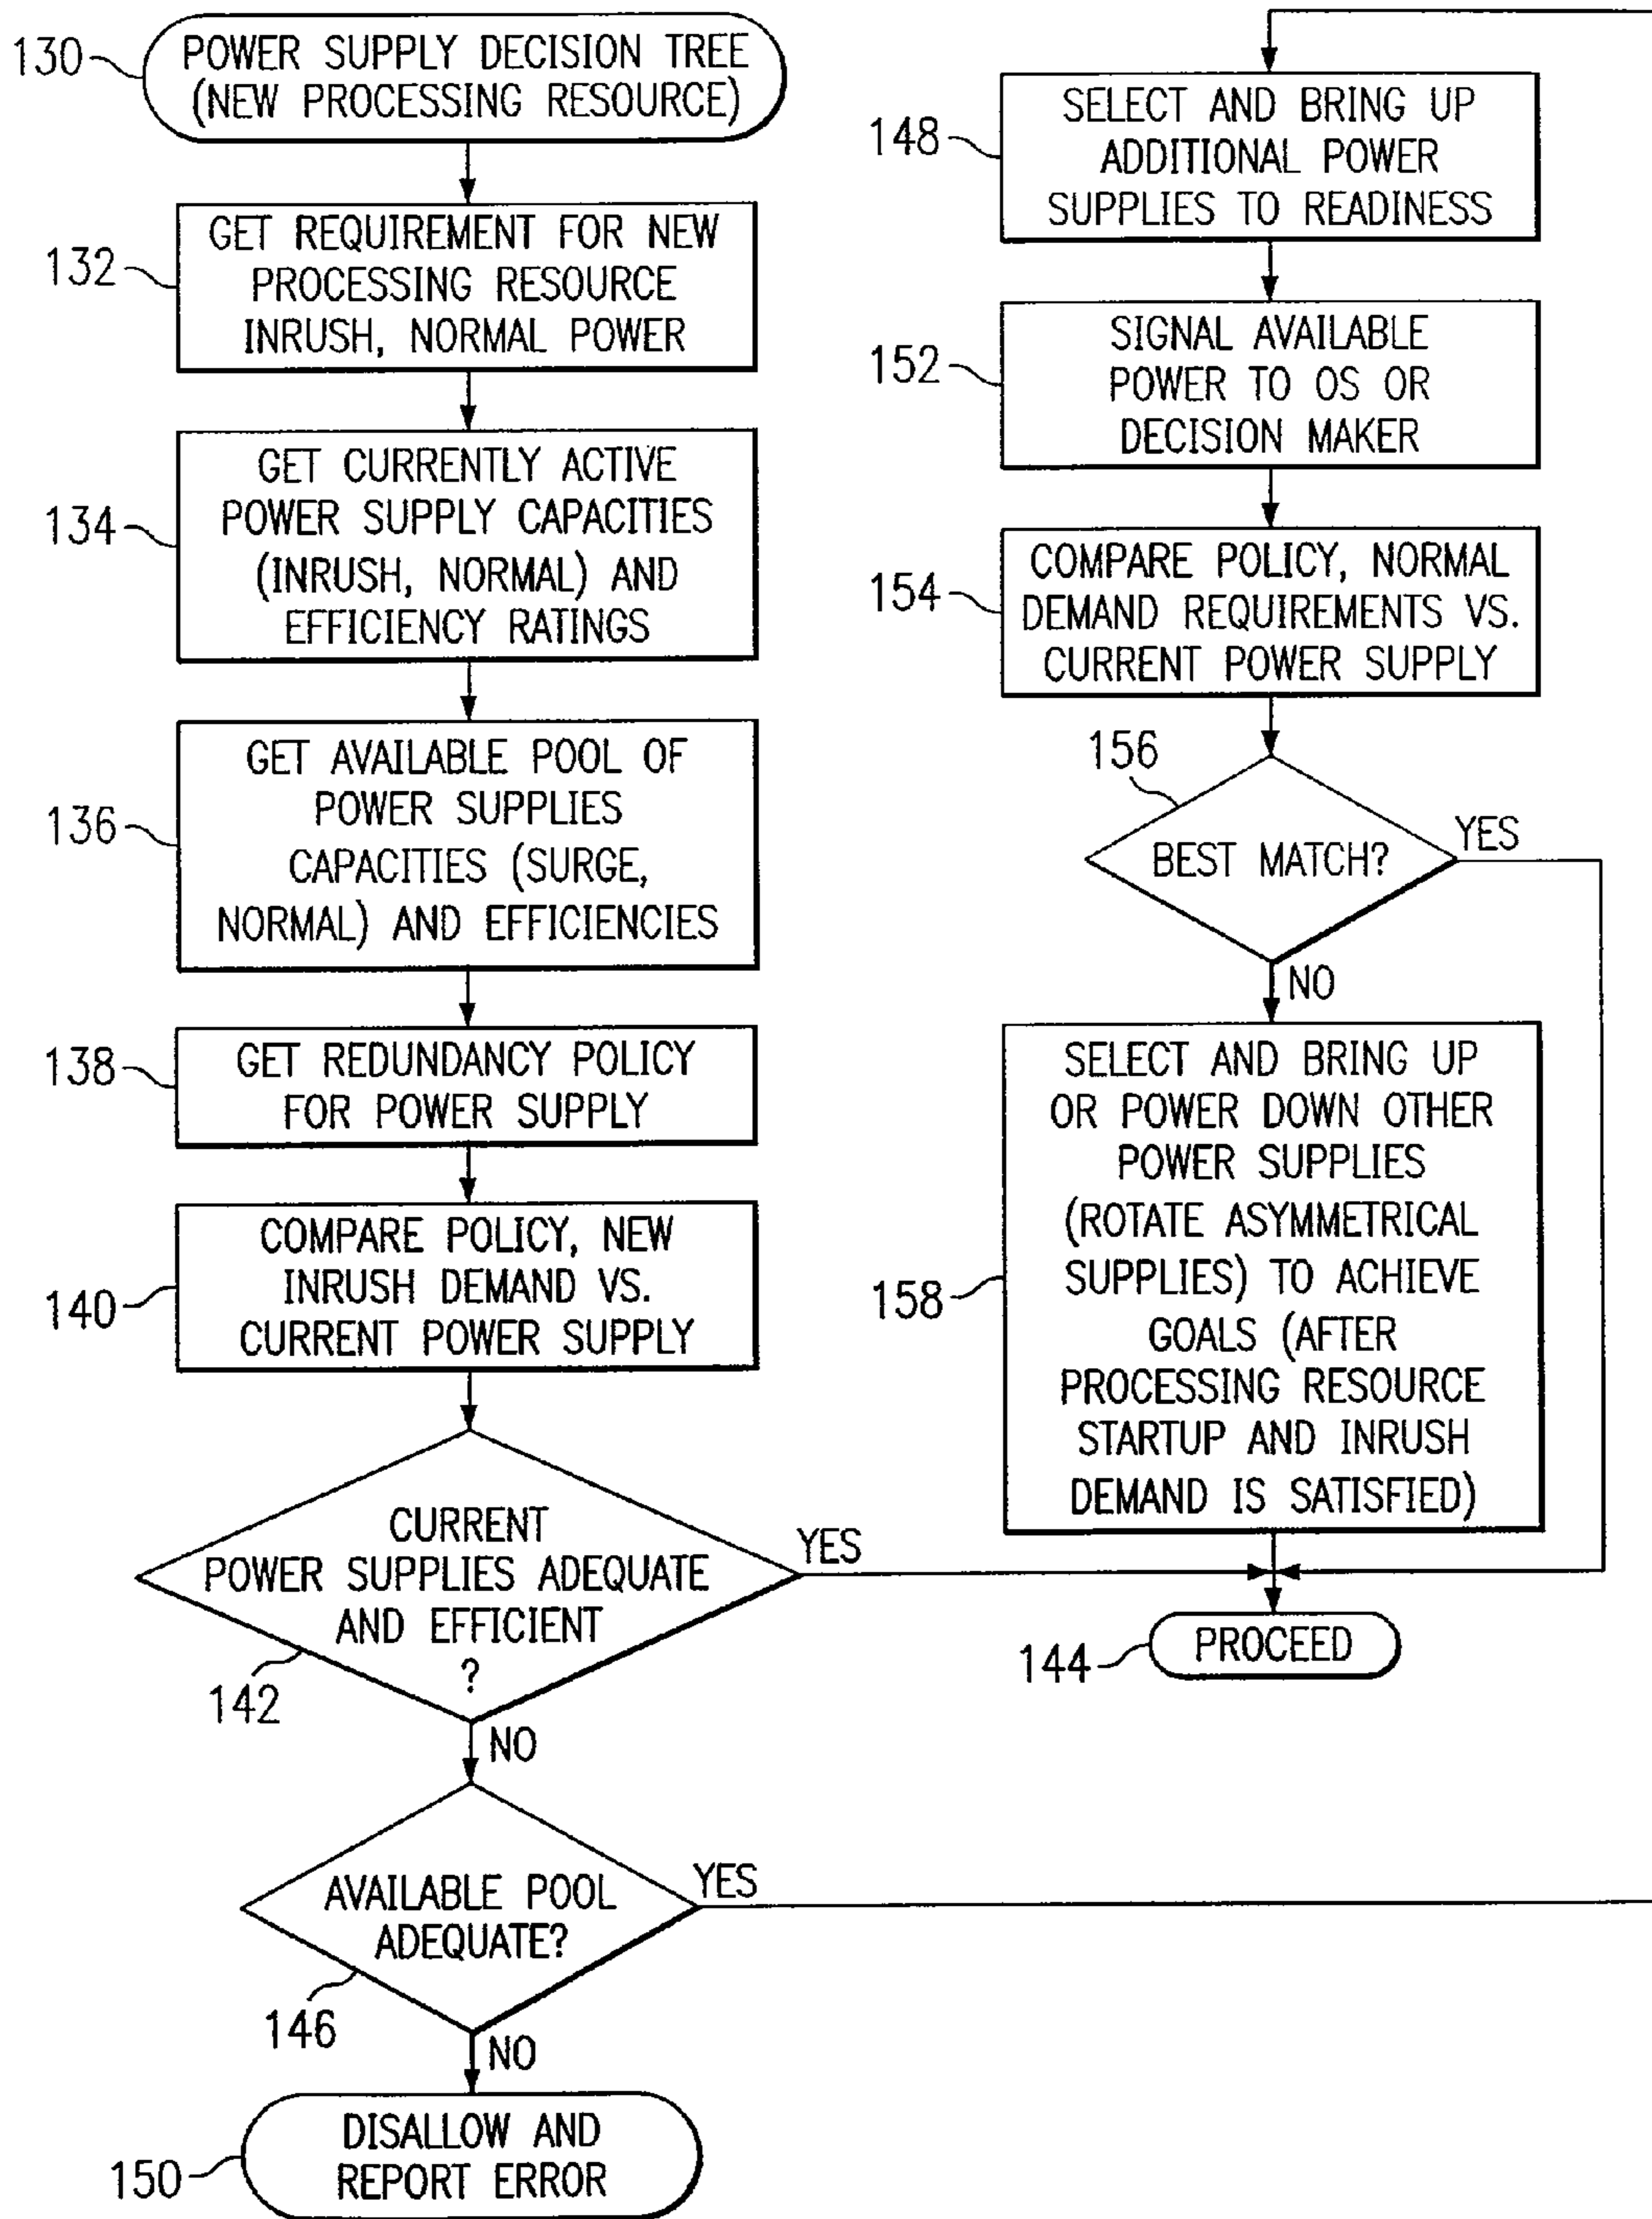 130
POWER SUPPLY DECISION TREE
(NEW PROCESSING RESOURCE)
132
GET REQUIREMENT FOR NEW
PROCESSING RESOURCE
INRUSH, NORMAL POWER
134
GET CURRENTLY ACTIVE
POWER SUPPLY CAPACITIES
(INRUSH, NORMAL) AND
EFFICIENCY RATINGS
136
GET AVAILABLE POOL OF
POWER SUPPLIES
CAPACITIES (SURGE,
NORMAL) AND EFFICIENCIES
138
GET REDUNDANCY POLICY
FOR POWER SUPPLY
140
COMPARE POLICY, NEW
INRUSH DEMAND VS.
CURRENT POWER SUPPLY
CURRENT
POWER SUPPLIES ADEQUATE
AND EFFICIENT
?
142
YES
NO
AVAILABLE POOL
ADEQUATE?
146
YES
NO
150
DISALLOW AND
REPORT ERROR
148
SELECT AND BRING UP
ADDITIONAL POWER
SUPPLIES TO READINESS
152
SIGNAL AVAILABLE
POWER TO OS OR
DECISION MAKER
154
COMPARE POLICY, NORMAL
DEMAND REQUIREMENTS VS.
CURRENT POWER SUPPLY
156
BEST MATCH?
YES
NO
158
SELECT AND BRING UP
OR POWER DOWN OTHER
POWER SUPPLIES
(ROTATE ASYMMETRICAL
SUPPLIES) TO ACHIEVE
GOALS (AFTER
PROCESSING RESOURCE
STARTUP AND INRUSH
DEMAND IS SATISFIED)
144
PROCEED